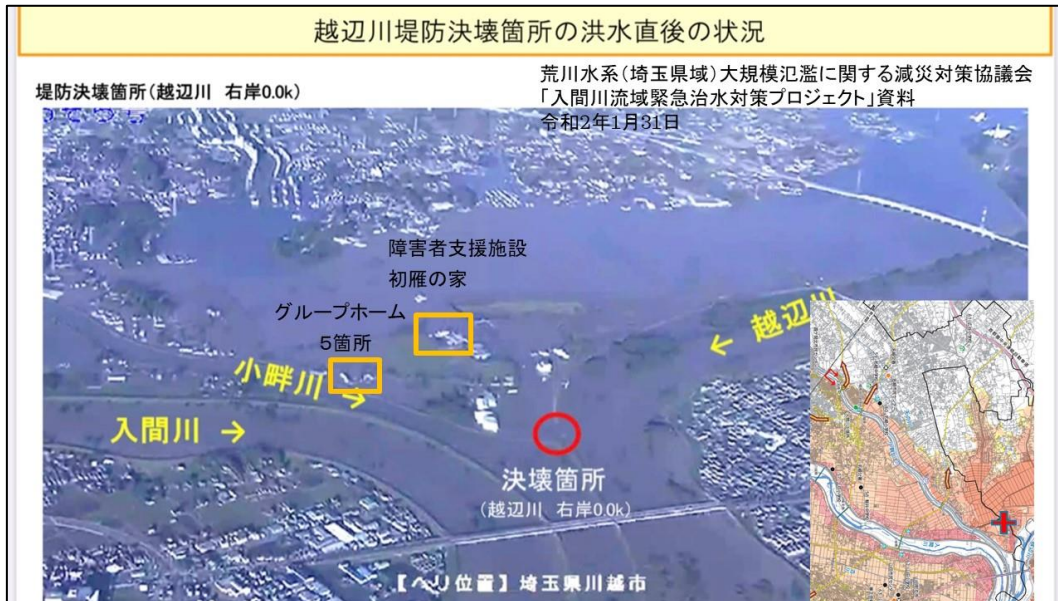 越辺川堤防決壊箇所の洪水直後の状況
荒川水系(埼玉県域)大規模氾濫に関する減災対策協議会
「入間川流域緊急治水対策プロジェクト」資料
令和2年1月31日
堤防決壊箇所(越辺川 右岸0.0k)
障害者支援施設
初雁の家
グループホーム
5箇所
← 越辺川
小畔川 →
入間川 →
決壊箇所
(越辺川 右岸0.0k)
【ヘリ位置】埼玉県川越市